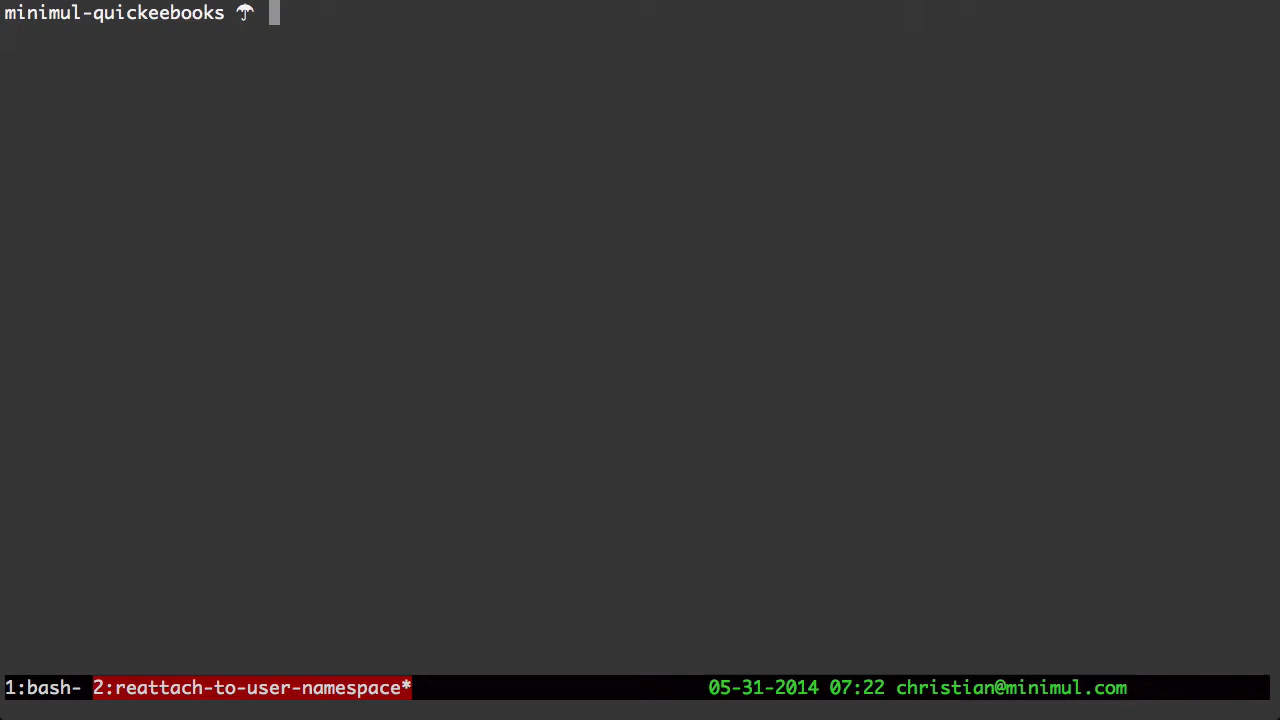 minimul-quickeebooks ☂
1:bash- 2:reattach-to-user-namespace* 05-31-2014 07:22 christian@minimul.com